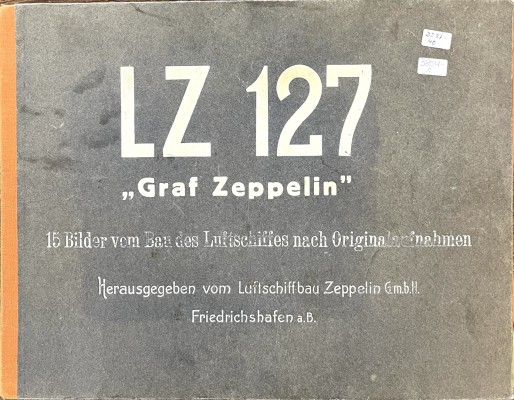 LZ 127
„Graf Zeppelin"
15 Bilder vom Bau des Luftschiffes nach Originalaufnahmen
Herausgegeben vom Luftschiffbau Zeppelin G.m.b.H.
Friedrichshafen a.B.